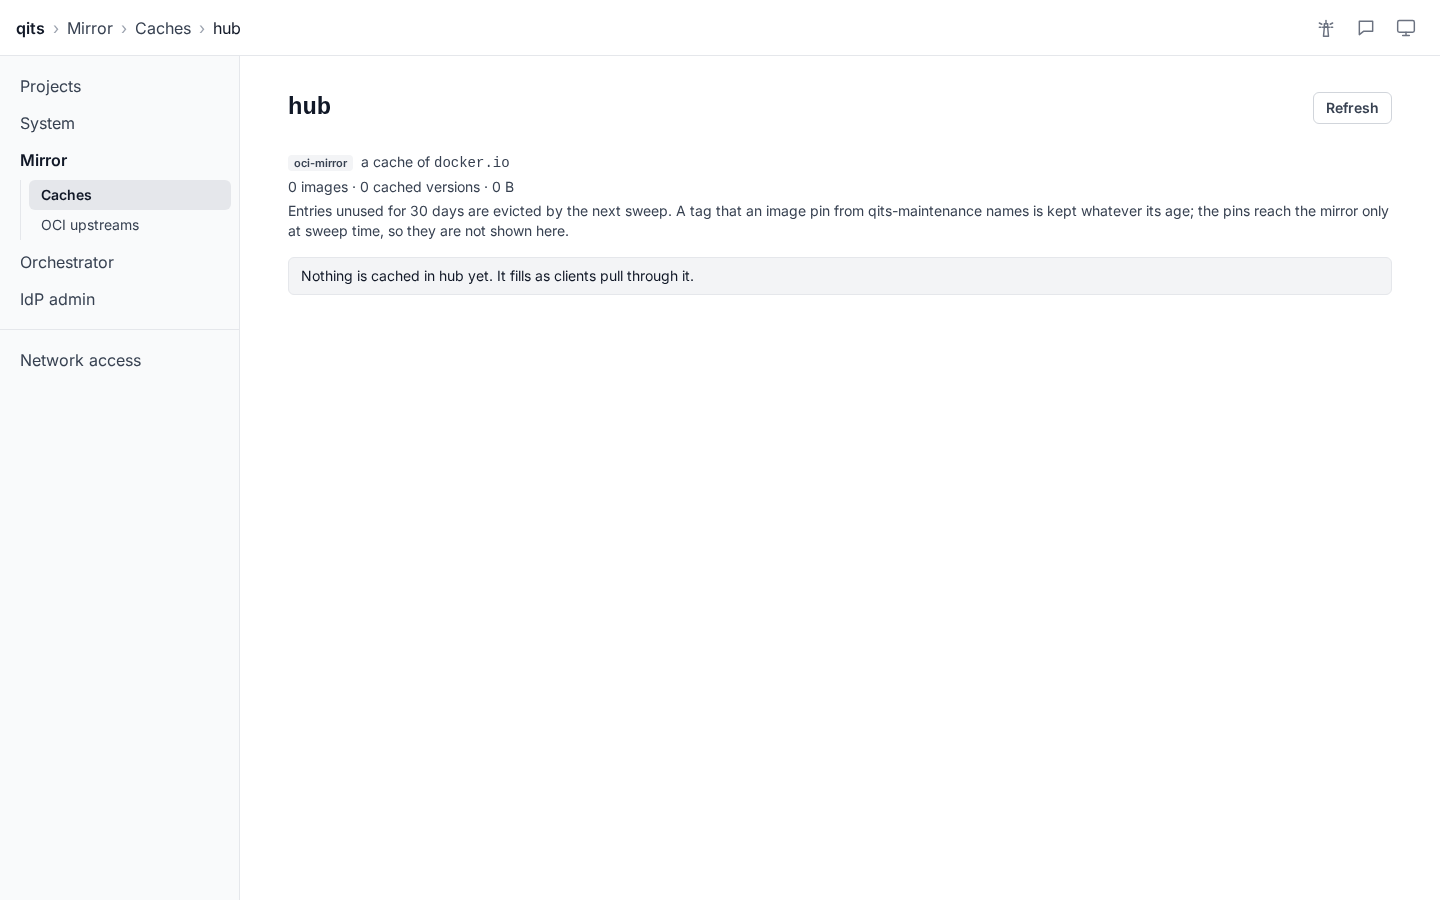 qits › Mirror › Caches › hub
Projects
System
Mirror
Caches
OCI upstreams
Orchestrator
IdP admin
Network access
hub
Refresh
oci-mirror a cache of docker.io
0 images · 0 cached versions · 0 B
Entries unused for 30 days are evicted by the next sweep. A tag that an image pin from qits-maintenance names is kept whatever its age; the pins reach the mirror only
at sweep time, so they are not shown here.
Nothing is cached in hub yet. It fills as clients pull through it.